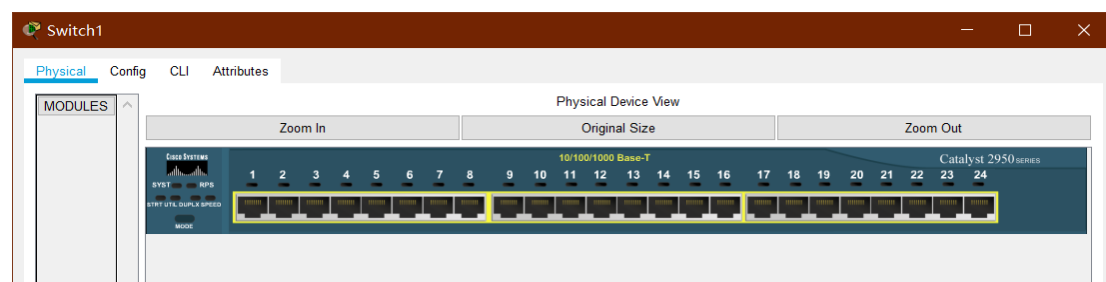 Switch1
Physical Config CLI Attributes
MODULES
Physical Device View
Zoom In Original Size Zoom Out
CISCO SYSTEMS
10/100/1000 Base-T
Catalyst 2950 SERIES
1 2 3 4 5 6 7 8 9 10 11 12 13 14 15 16 17 18 19 20 21 22 23 24
SYST RPS
STRT UTIL DUPLX SPEED
MODE